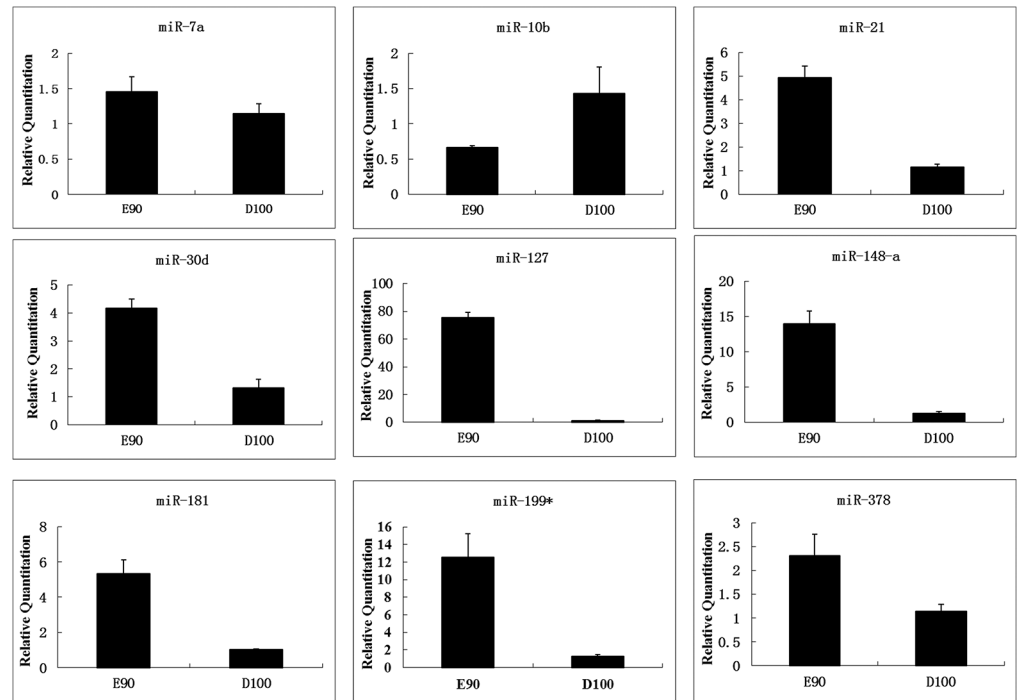 miR-7a
Relative Quantitation
2
1.5
1
0.5
0
E90 D100
miR-10b
Relative Quantitation
2
1.5
1
0.5
0
E90 D100
miR-21
Relative Quantitation
6
5
4
3
2
1
0
E90 D100
miR-30d
Relative Quantitation
5
4
3
2
1
0
E90 D100
miR-127
Relative Quantitation
100
80
60
40
20
0
E90 D100
miR-148-a
Relative Quantitation
20
15
10
5
0
E90 D100
miR-181
Relative Quantitation
8
6
4
2
0
E90 D100
miR-199*
Relative Quantitation
16
14
12
10
8
6
4
2
0
E90 D100
miR-378
Relative Quantitation
3
2.5
2
1.5
1
0.5
0
E90 D100